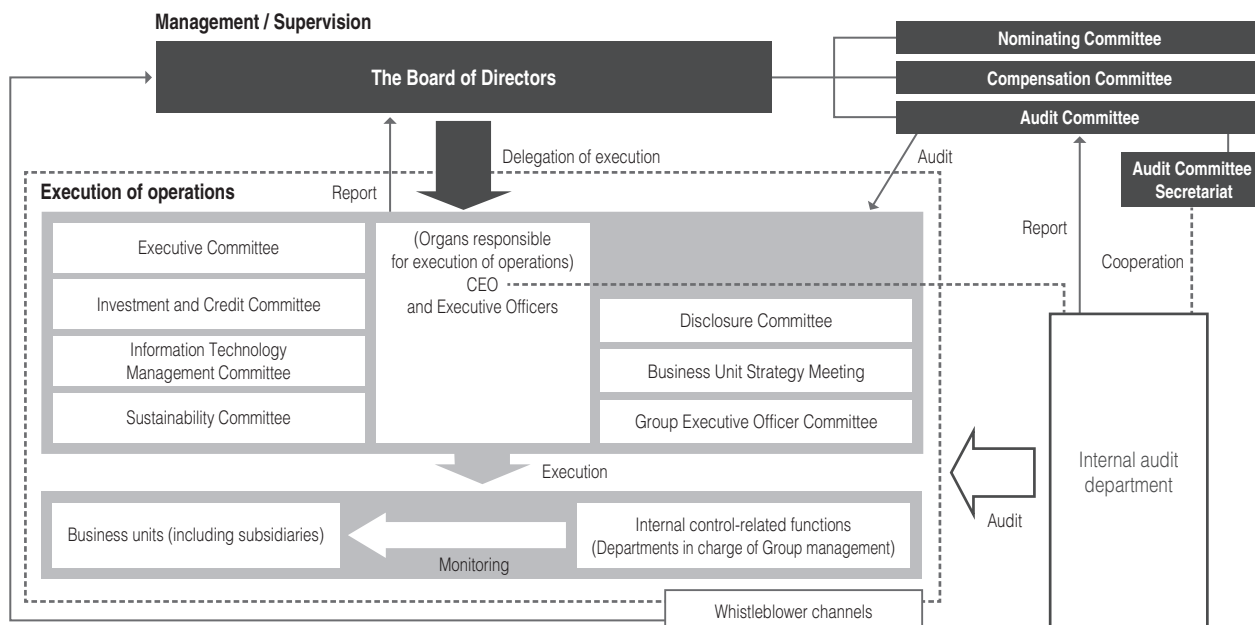 Management / Supervision
The Board of Directors
Nominating Committee
Compensation Committee
Audit Committee
Audit Committee
Secretariat
Delegation of execution
Audit
Execution of operations
Report
Report
Cooperation
Executive Committee
Investment and Credit Committee
Information Technology
Management Committee
Sustainability Committee
(Organs responsible
for execution of operations)
CEO
and Executive Officers
Disclosure Committee
Business Unit Strategy Meeting
Group Executive Officer Committee
Execution
Internal audit
department
Audit
Business units (including subsidiaries)
Monitoring
Internal control-related functions
(Departments in charge of Group management)
Whistleblower channels